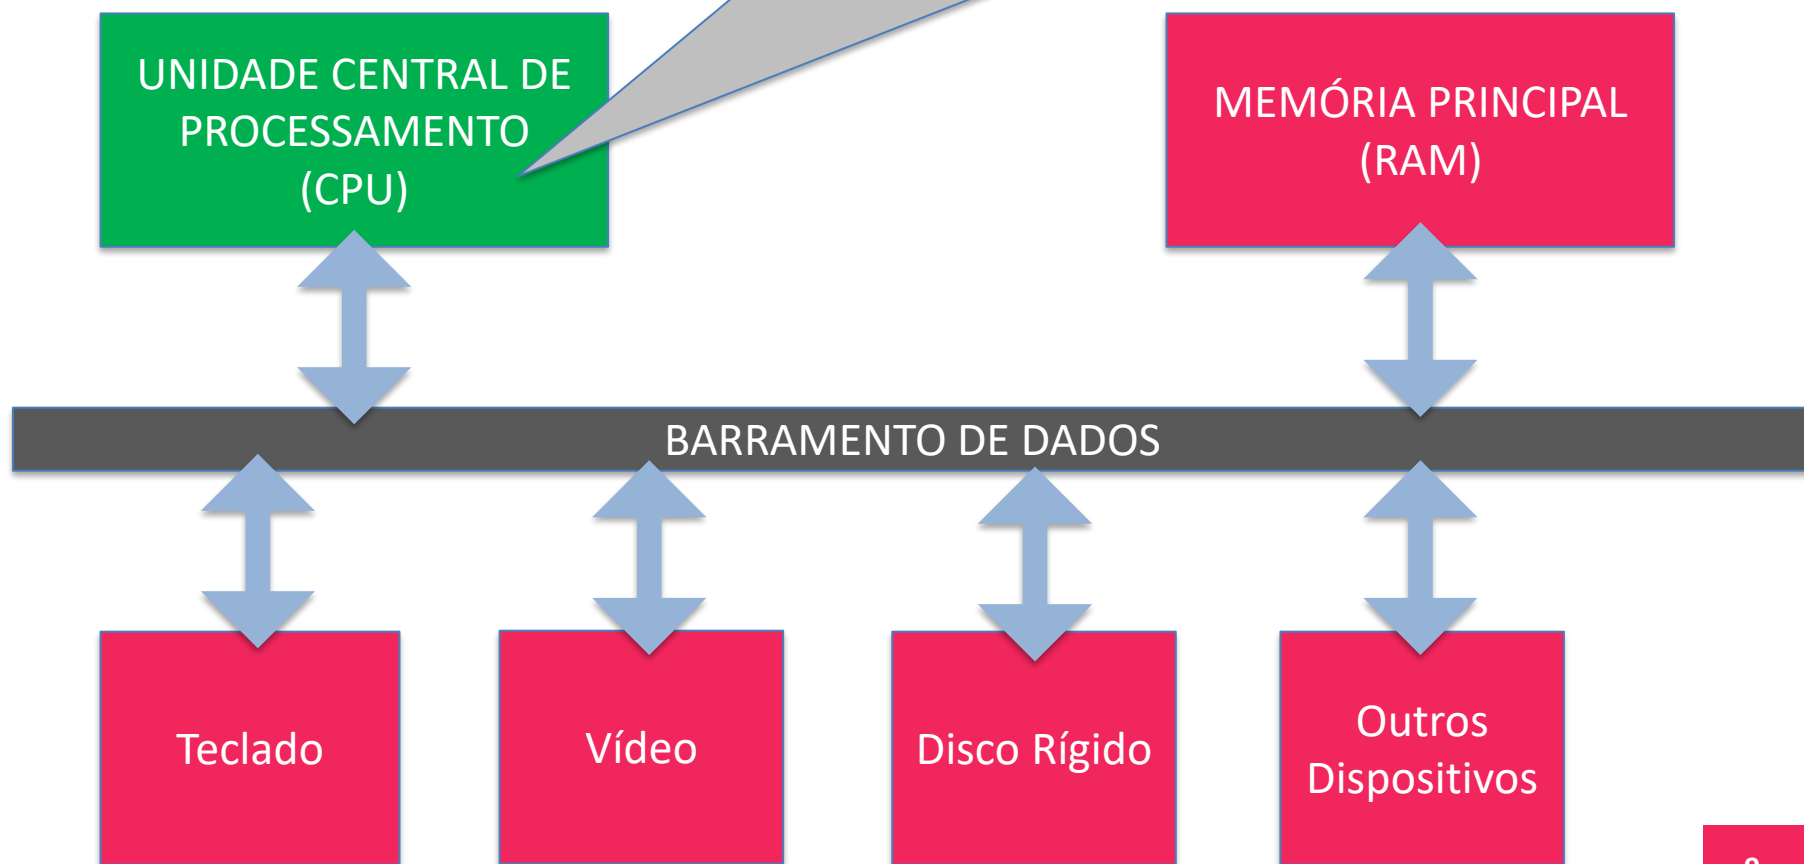 UNIDADE CENTRAL DE
PROCESSAMENTO
(CPU)
MEMÓRIA PRINCIPAL
(RAM)
BARRAMENTO DE DADOS
Teclado
Vídeo
Disco Rígido
Outros
Dispositivos